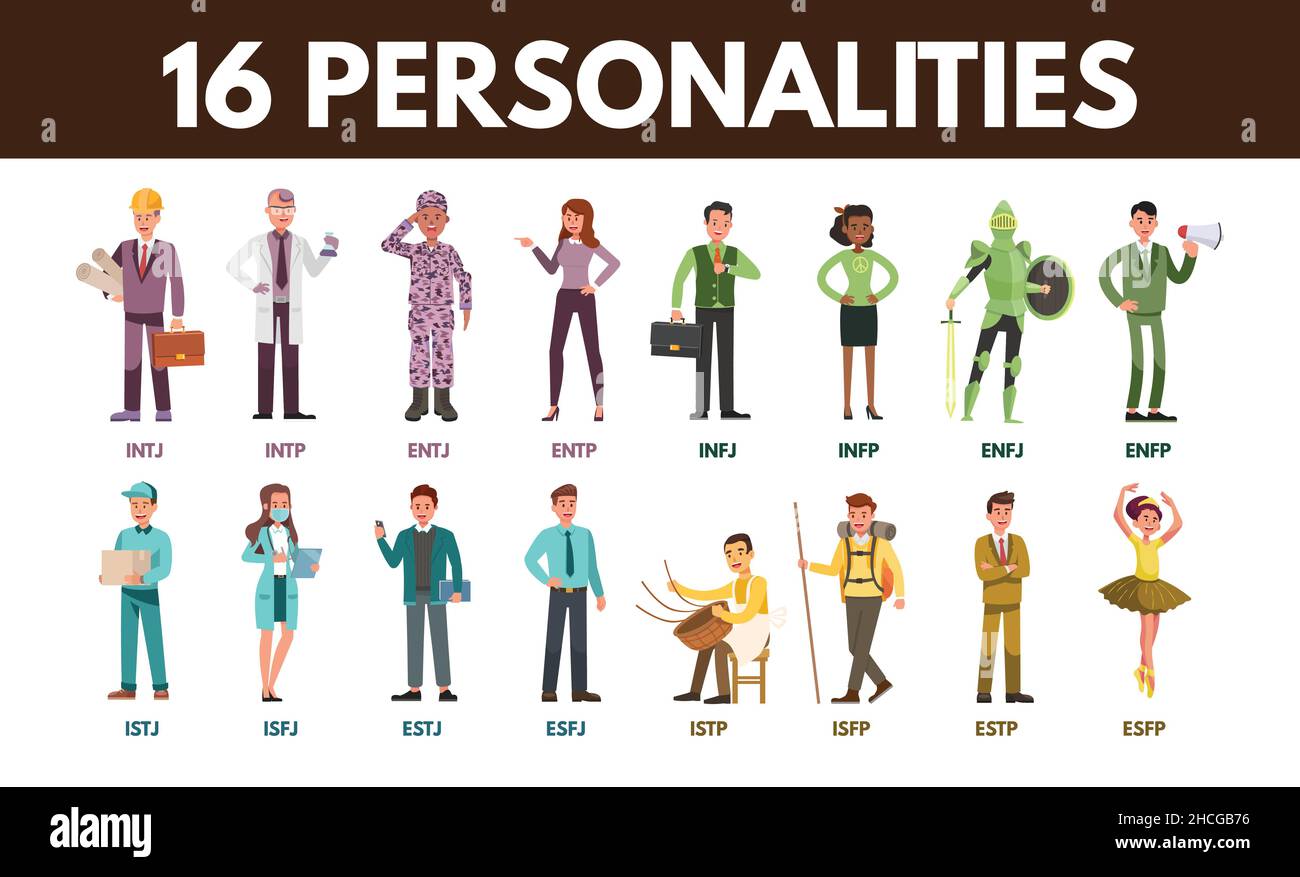 16 PERSONALITIES
INTJ INTP ENTJ ENTP INFJ INFP ENFJ ENFP
ISTJ ISFJ ESTJ ESFJ ISTP ISFP ESTP ESFP
a a a a
a a a a
alamy
Image ID: 2HCGB76
www.alamy.com